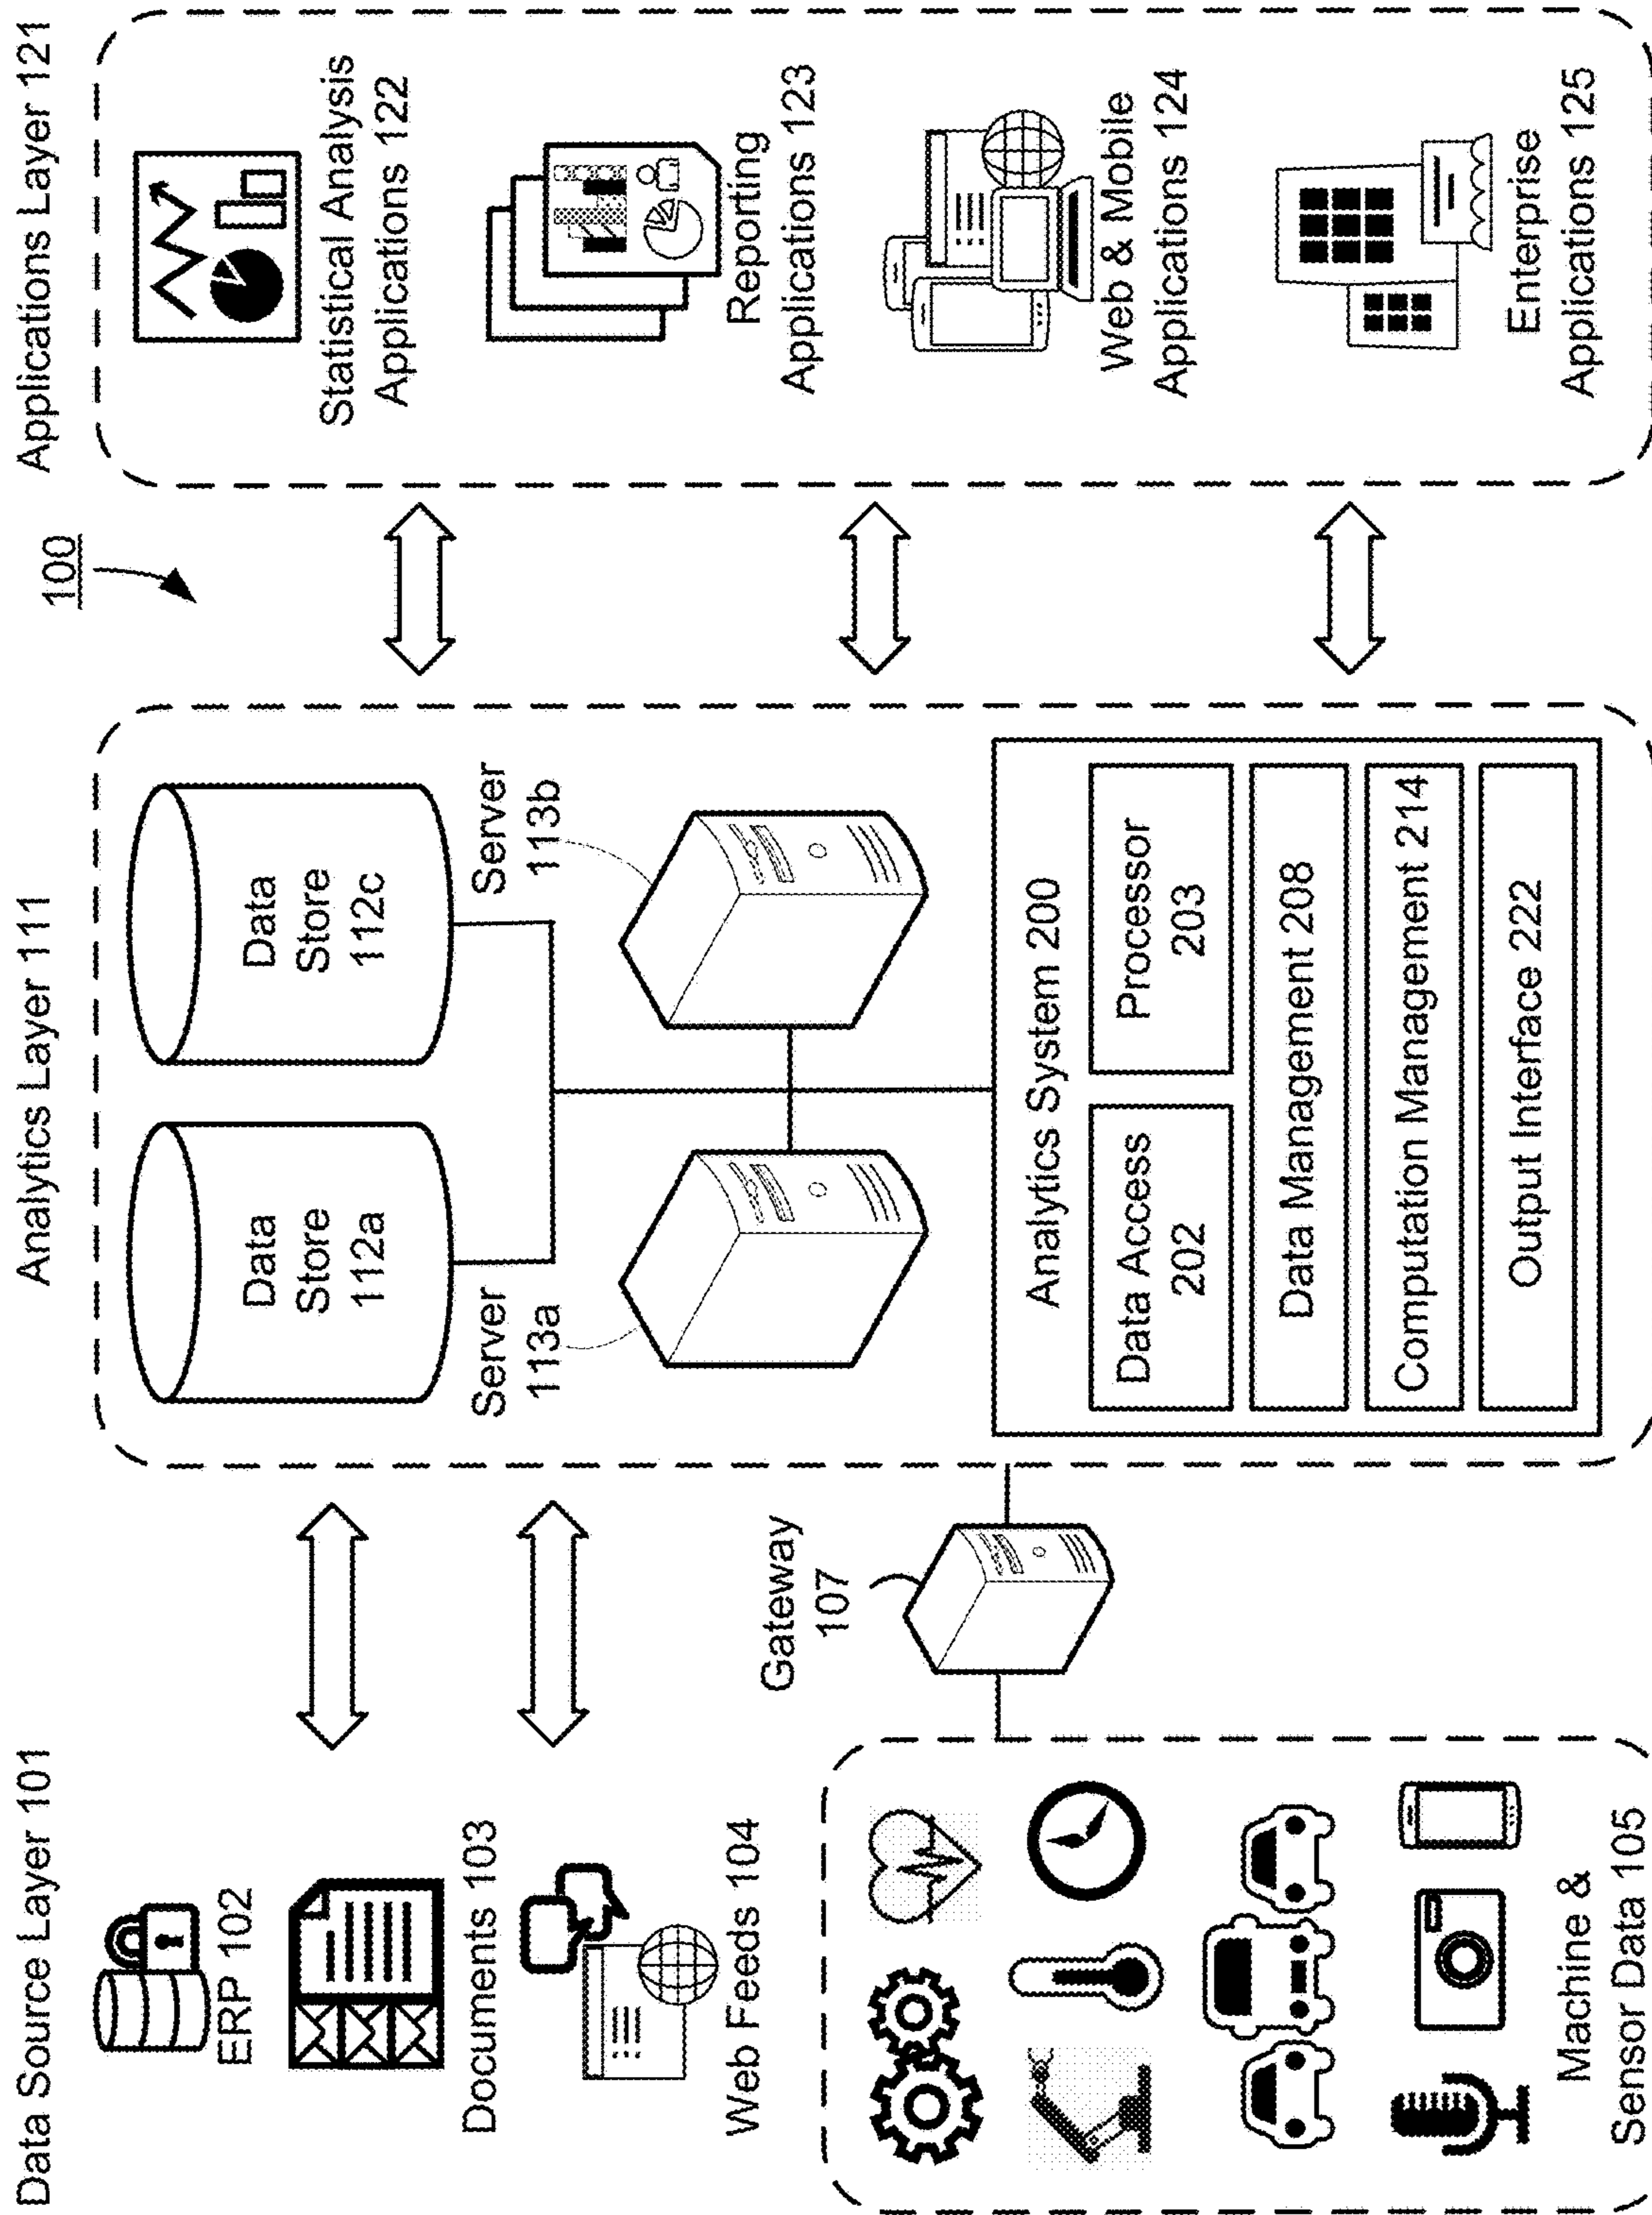 100
Data Source Layer 101
ERP 102
Documents 103
Web Feeds 104
Machine &
Sensor Data 105
Gateway
107
Analytics Layer 111
Data
Store
112a
Data
Store
112c
Server
113a
Server
113b
Analytics System 200
Data Access
202
Processor
203
Data Management 208
Computation Management 214
Output Interface 222
Applications Layer 121
Statistical Analysis
Applications 122
Reporting
Applications 123
Web & Mobile
Applications 124
Enterprise
Applications 125